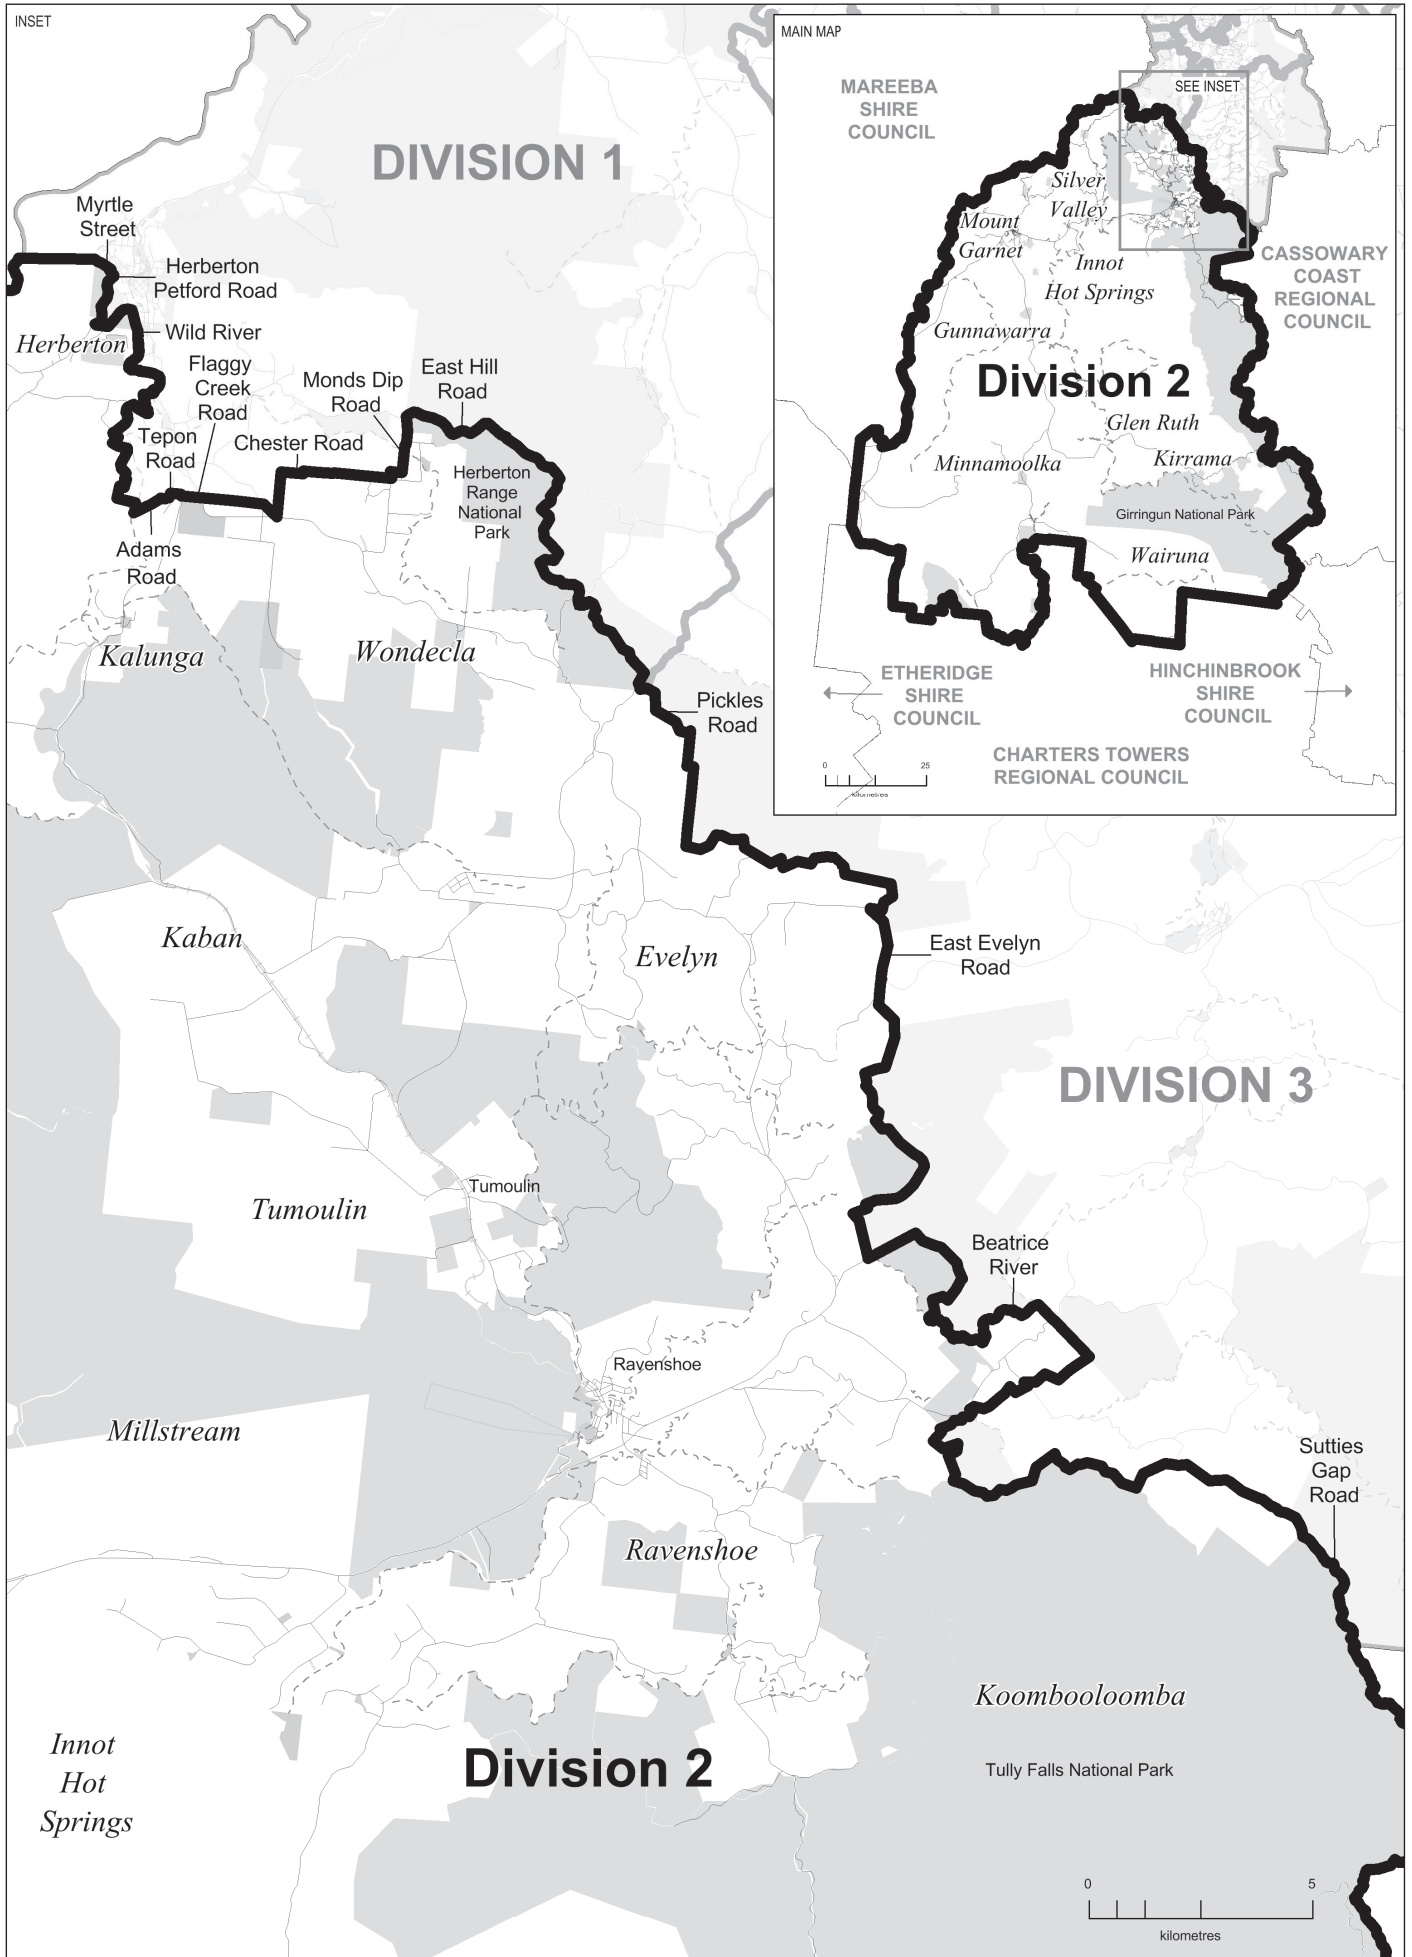 INSET
DIVISION 1
Myrtle
Street
Herberton
Petford Road
Wild River
Herberton
Flaggy
Creek
Road
Monds Dip
Road
East Hill
Road
Tepon
Road
Chester Road
Herberton
Range
National
Park
Adams
Road
Kalunga
Wondecla
Pickles
Road
Kaban
Evelyn
East Evelyn
Road
DIVISION 3
Tumoulin
Tumoulin
Beatrice
River
Ravenshoe
Millstream
Sutties
Gap
Road
Ravenshoe
Koombooloomba
Innot
Hot
Springs
Division 2
Tully Falls National Park
0 5
kilometres
MAIN MAP
SEE INSET
MAREEBA
SHIRE
COUNCIL
Silver
Valley
Mount
Garnet
Innot
Hot Springs
CASSOWARY
COAST
REGIONAL
COUNCIL
Gunnawarra
Division 2
Glen Ruth
Minnamoolka
Kirrama
Girringun National Park
Wairuna
ETHERIDGE
SHIRE
COUNCIL
HINCHINBROOK
SHIRE
COUNCIL
CHARTERS TOWERS
REGIONAL COUNCIL
0 25
kilometres